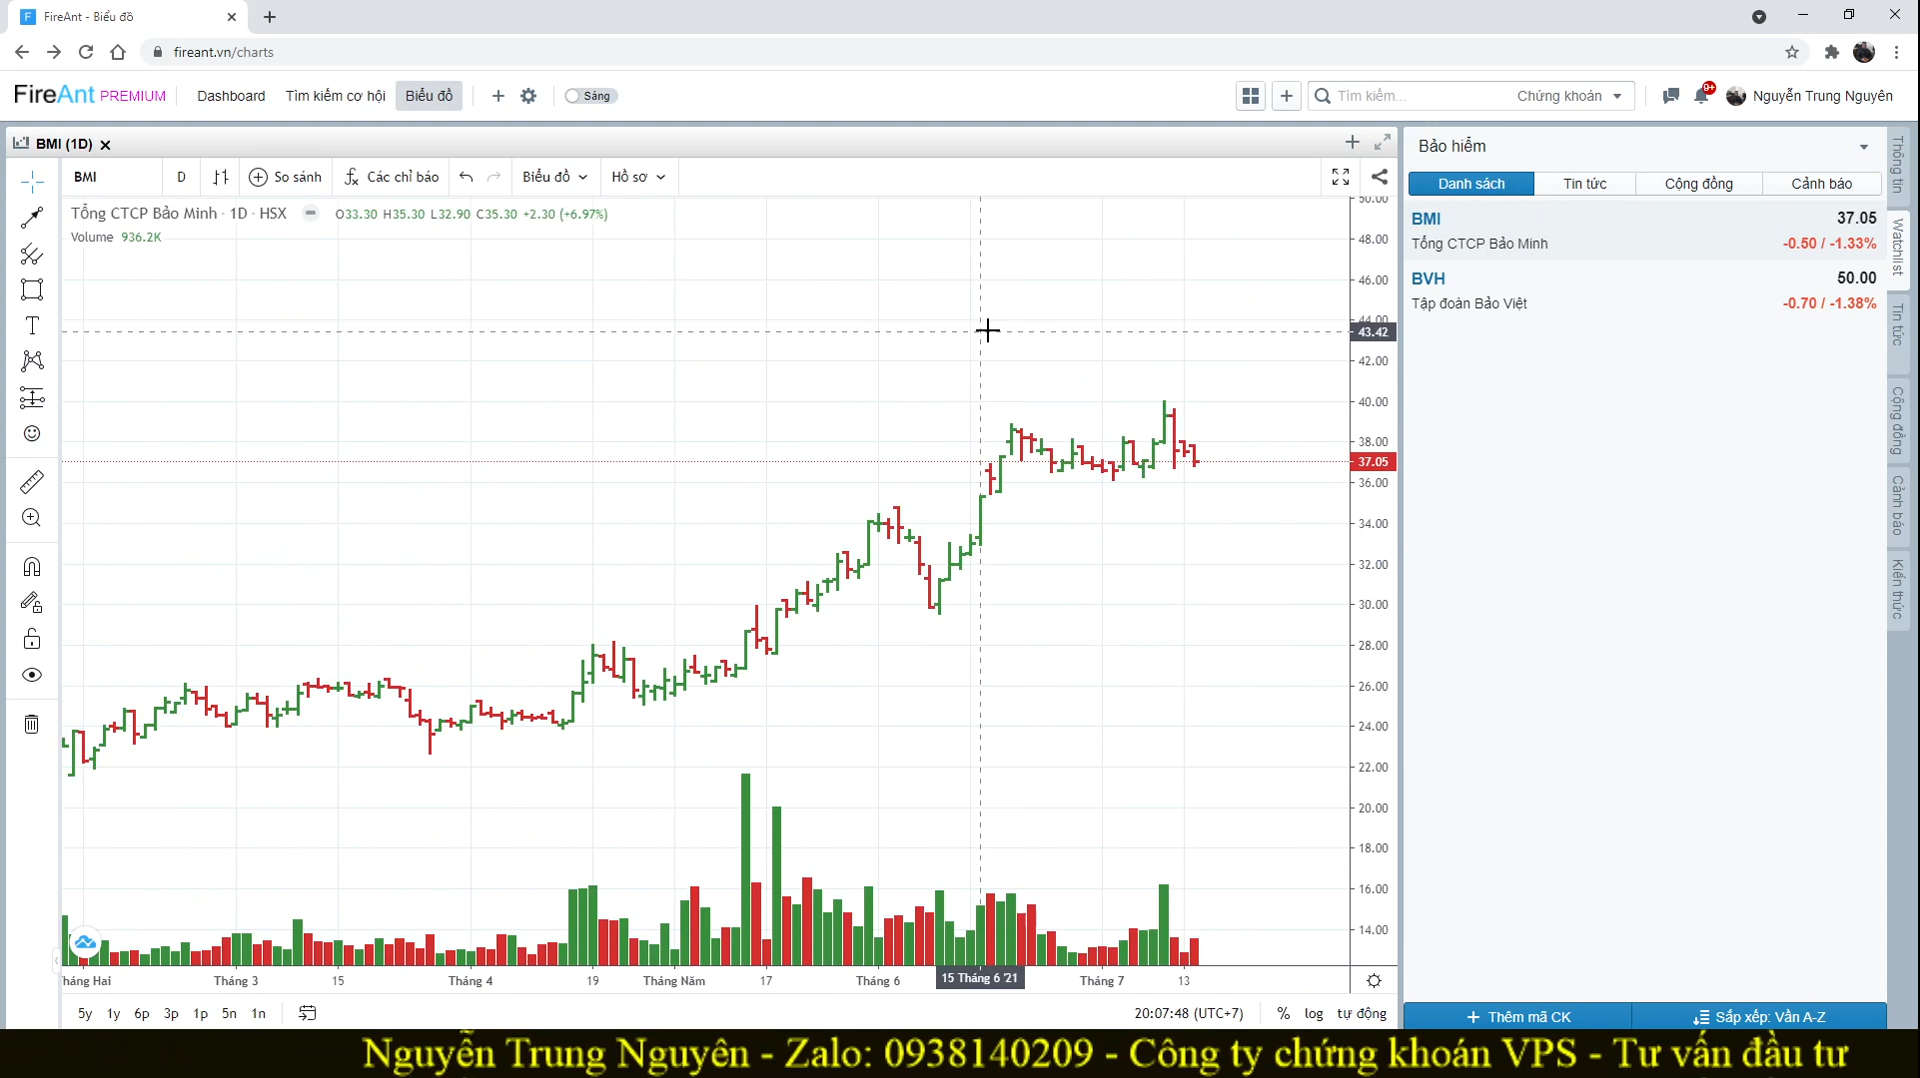 FireAnt - Biểu đồ
fireant.vn/charts
FireAnt PREMIUM Dashboard Tìm kiếm cơ hội Biểu đồ Sáng Tìm kiếm... Chứng khoán 9+ Nguyễn Trung Nguyên
BMI (1D)
BMI D So sánh Các chỉ báo Biểu đồ Hồ sơ
Tổng CTCP Bảo Minh · 1D · HSX O33.30 H35.30 L32.90 C35.30 +2.30 (+6.97%)
Volume 936.2K
50.00
48.00
46.00
44.00
43.42
42.00
40.00
38.00
37.05
36.00
34.00
32.00
30.00
28.00
26.00
24.00
22.00
20.00
18.00
16.00
14.00
háng Hai Tháng 3 15 Tháng 4 19 Tháng Năm 17 Tháng 6 15 Tháng 6 '21 Tháng 7 13
5y 1y 6p 3p 1p 5n 1n 20:07:48 (UTC+7) % log tự động
Bảo hiểm
Danh sách Tin tức Cộng đồng Cảnh báo
BMI 37.05
Tổng CTCP Bảo Minh -0.50 / -1.33%
BVH 50.00
Tập đoàn Bảo Việt -0.70 / -1.38%
Thêm mã CK Sắp xếp: Vần A-Z
Thông tin
Watchlist
Tin tức
Cộng đồng
Cảnh báo
Kiến thức
Nguyễn Trung Nguyên - Zalo: 0938140209 - Công ty chứng khoán VPS - Tư vấn đầu tư